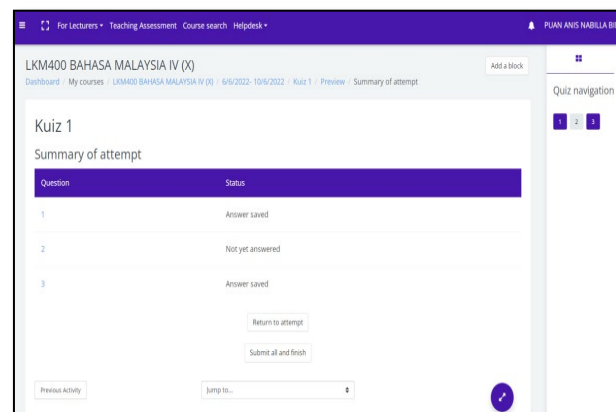 For Lecturers Teaching Assessment Course search Helpdesk PUAN ANIS NABILLA
LKM400 BAHASA MALAYSIA IV (X)
Add a block
Dashboard / My courses / LKM400 BAHASA MALAYSIA IV (X) / 6/6/2022- 10/6/2022 / Kuiz 1 / Preview / Summary of attempt
Quiz navigation
1 2 3
Kuiz 1
Summary of attempt
Question Status
1 Answer saved
2 Not yet answered
3 Answer saved
Return to attempt
Submit all and finish
Previous Activity Jump to...